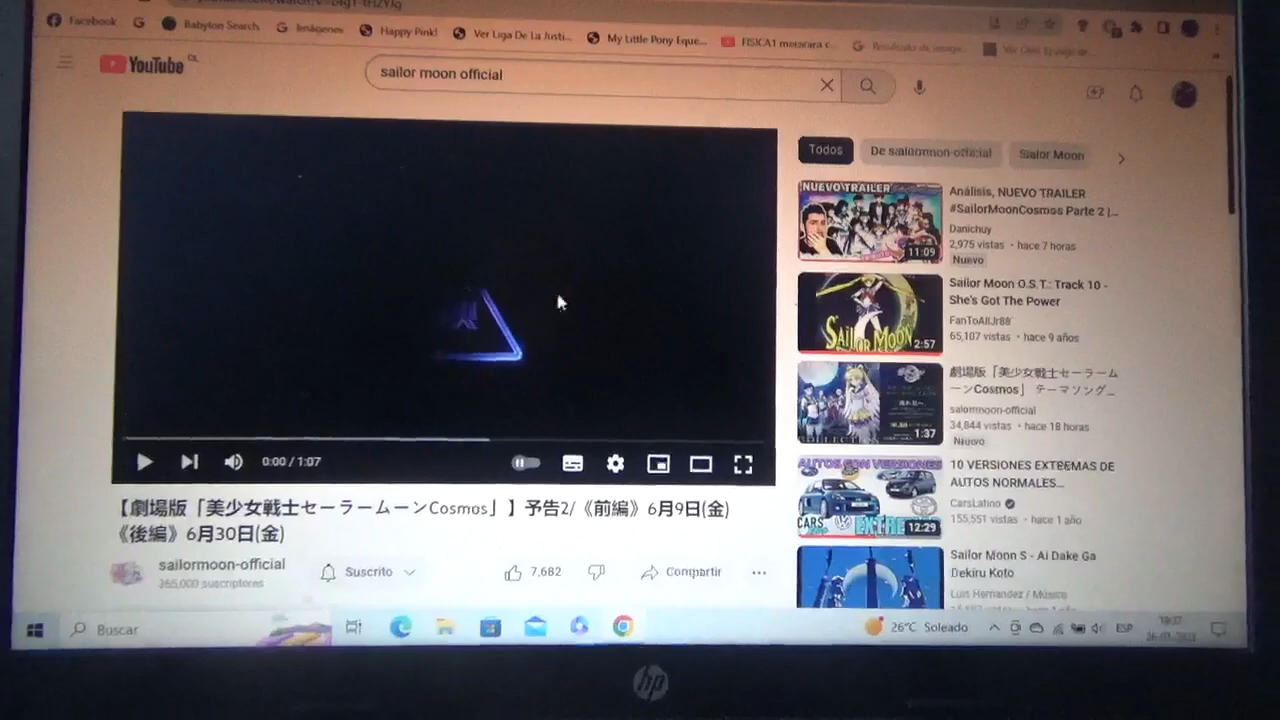 Facebook
Babylon Search
Imágenes
Happy Pink!
Ver Liga De La Justi...
My Little Pony Eque...
FISICA1
YouTube CL
sailor moon official
Todos
De sailormoon-official
Sailor Moon
0:00 / 1:07
【劇場版「美少女戦士セーラームーンCosmos」】予告2/《前編》6月9日(金)
《後編》6月30日(金)
sailormoon-official
365,000 suscriptores
Suscrito
7,682
Compartir
NUEVO TRAILER
11:09
Análisis, NUEVO TRAILER
#SailorMoonCosmos Parte 2 |...
Danichuy
2,975 vistas · hace 7 horas
Nuevo
SAILOR MOON
2:57
Sailor Moon O.S.T.: Track 10 -
She's Got The Power
FanToAllJr88
65,107 vistas · hace 9 años
1:37
劇場版「美少女戦士セーラーム
ーンCosmos」 テーマソング...
sailormoon-official
34,844 vistas · hace 18 horas
Nuevo
AUTOS CON VERSIONES
CARS
EXTRE
12:29
10 VERSIONES EXTREMAS DE
AUTOS NORMALES...
CarsLatino
155,551 vistas · hace 1 año
Sailor Moon S - Ai Dake Ga
Dekiru Koto
Luis Hernandez / Músico
Buscar
26°C Soleado
ESP
hp